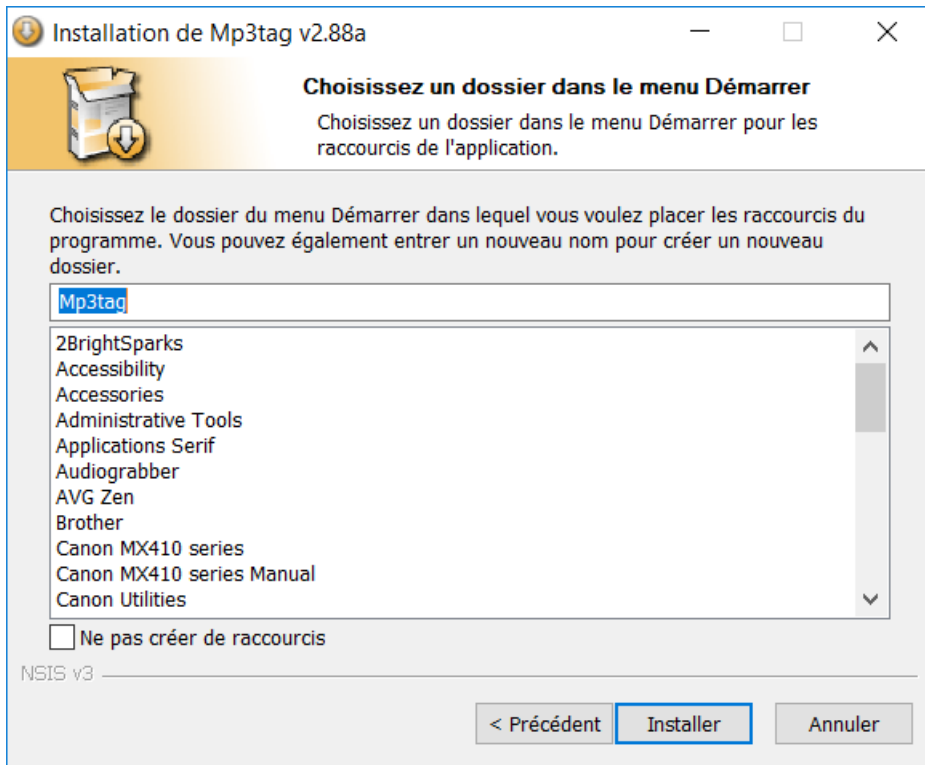 Installation de Mp3tag v2.88a
Choisissez un dossier dans le menu Démarrer
Choisissez un dossier dans le menu Démarrer pour les
raccourcis de l'application.
Choisissez le dossier du menu Démarrer dans lequel vous voulez placer les raccourcis du
programme. Vous pouvez également entrer un nouveau nom pour créer un nouveau
dossier.
Mp3tag
2BrightSparks
Accessibility
Accessories
Administrative Tools
Applications Serif
Audiograbber
AVG Zen
Brother
Canon MX410 series
Canon MX410 series Manual
Canon Utilities
Ne pas créer de raccourcis
NSIS v3
< Précédent
Installer
Annuler